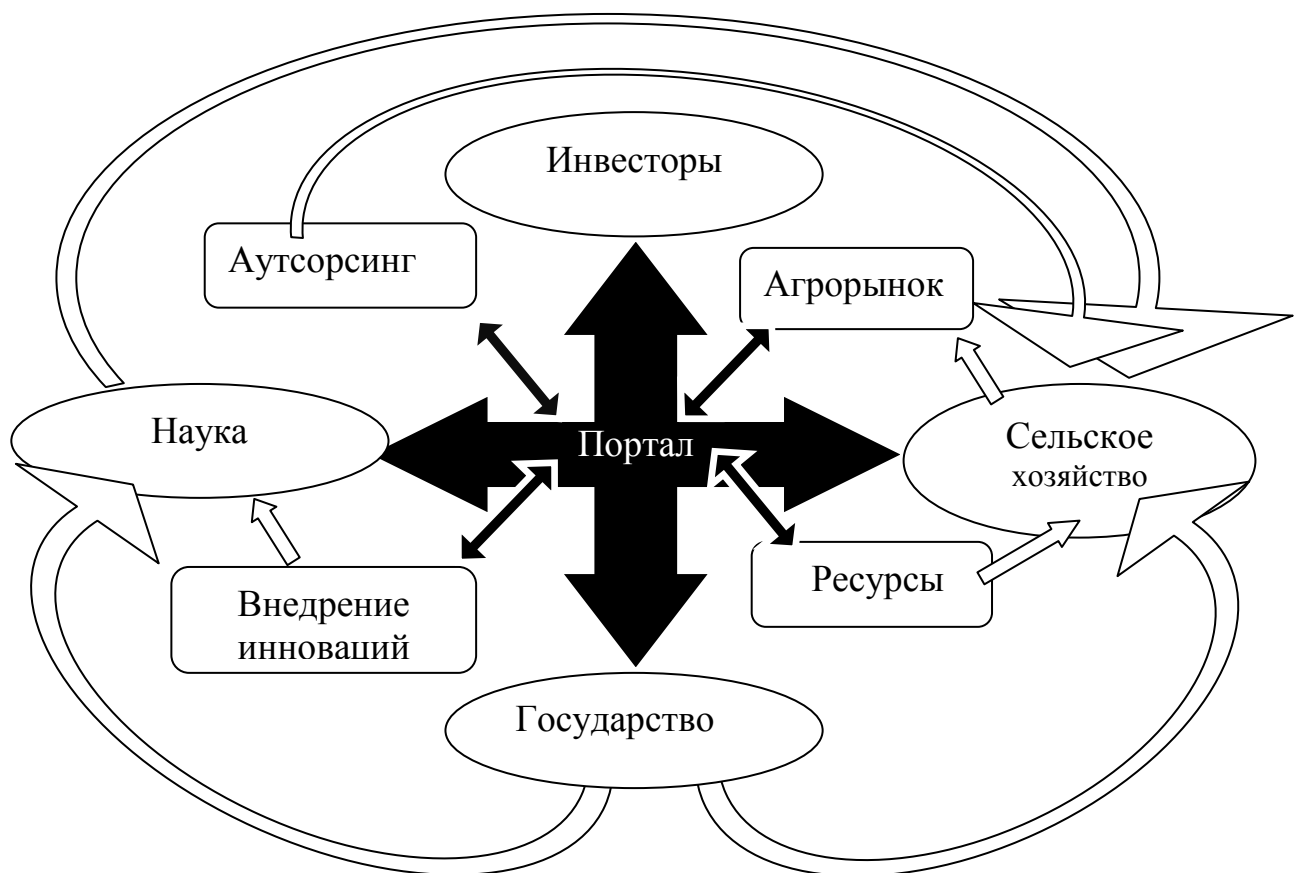 Инвесторы
Аутсорсинг
Агрорынок
Наука
Портал
Сельское
хозяйство
Внедрение
инноваций
Ресурсы
Государство